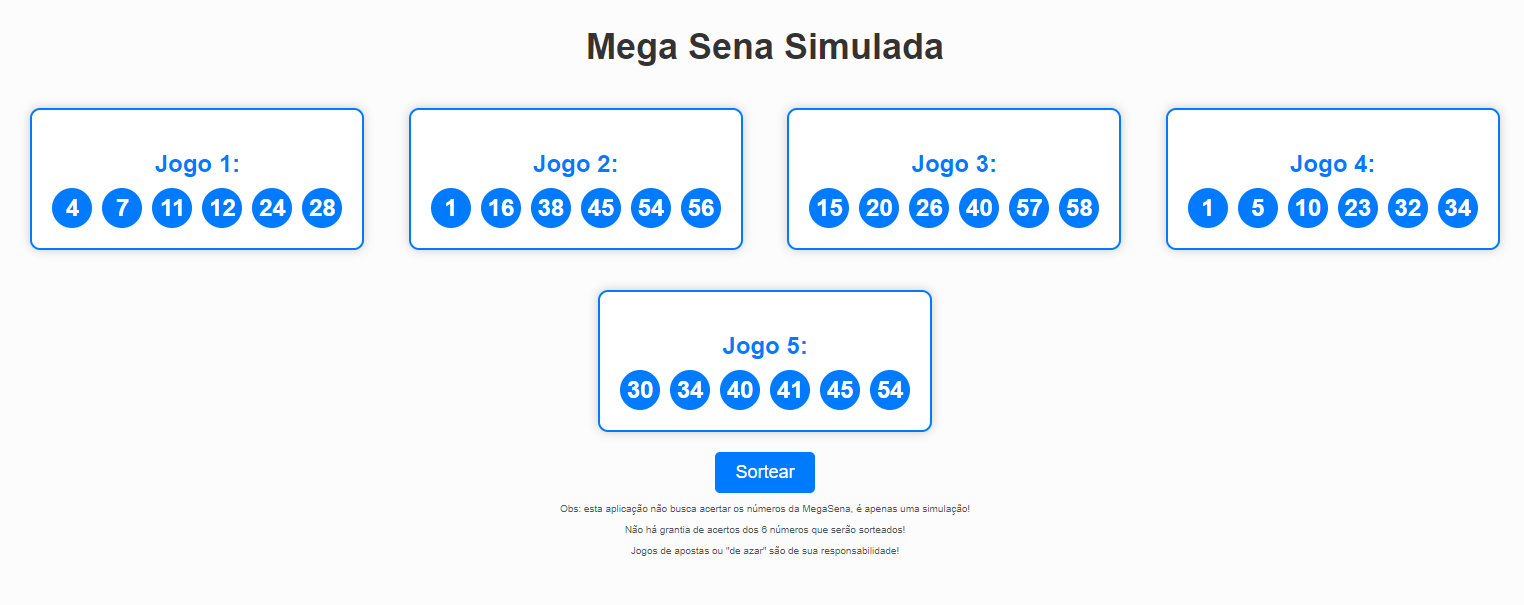 Mega Sena Simulada
Jogo 1:
4 7 11 12 24 28
Jogo 2:
1 16 38 45 54 56
Jogo 3:
15 20 26 40 57 58
Jogo 4:
1 5 10 23 32 34
Jogo 5:
30 34 40 41 45 54
Sortear
Obs: esta aplicação não busca acertar os números da MegaSena, é apenas uma simulação!
Não há grantia de acertos dos 6 números que serão sorteados!
Jogos de apostas ou "de azar" são de sua responsabilidade!